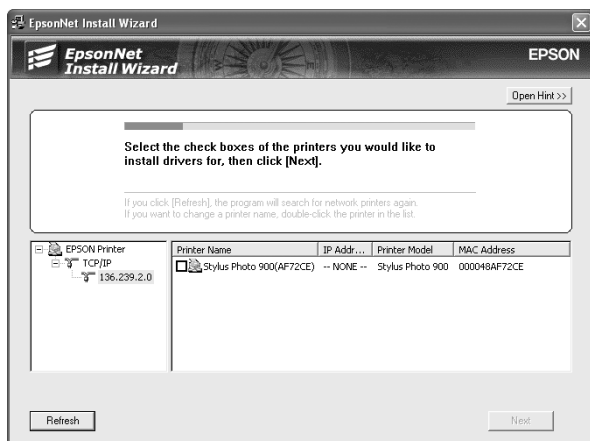 EpsonNet Install Wizard
EpsonNet
Install Wizard
EPSON
Open Hint >>
Select the check boxes of the printers you would like to
install drivers for, then click [Next].
If you click [Refresh], the program will search for network printers again.
If you want to change a printer name, double-click the printer in the list.
EPSON Printer
TCP/IP
136.239.2.0
Printer Name IP Addr... Printer Model MAC Address
Stylus Photo 900(AF72CE) -- NONE -- Stylus Photo 900 000048AF72CE
Refresh
Next